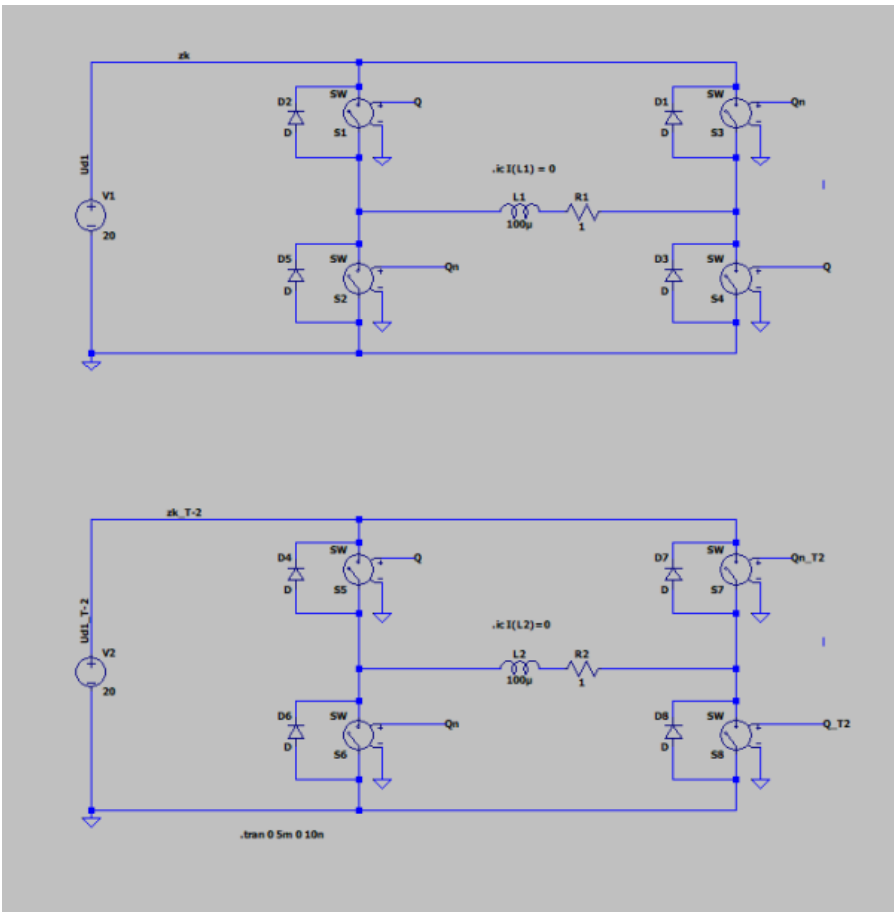 zk
D2 SW Q
D S1
D1 SW Qn
D S3
Ud1
.ic I(L1) = 0
V1
20
L1 R1
100µ 1
D5 SW Qn
D S2
D3 SW Q
D S4
zk_T-2
D4 SW Q
D S5
D7 SW Qn_T2
D S7
Ud1_T-2
.ic I(L2)=0
V2
20
L2 R2
100µ 1
D6 SW Qn
D S6
D8 SW Q_T2
D S8
.tran 0 5m 0 10n